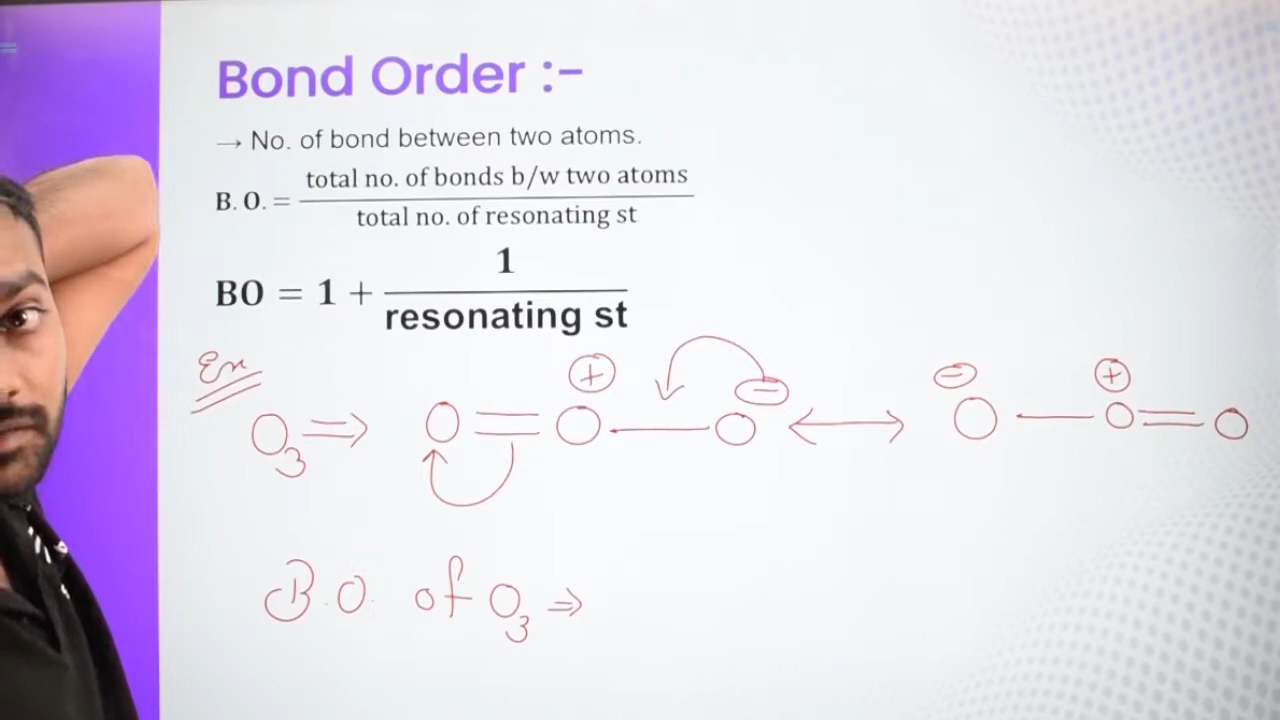 Bond Order :-
→ No. of bond between two atoms.
B. O. = total no. of bonds b/w two atoms
total no. of resonating st
BO = 1 + 1
resonating st
Ex
O3 ⇒ O = O⊕ — O⊖ ↔ O⊖ — O⊕ = O
B.O. of O3 ⇒